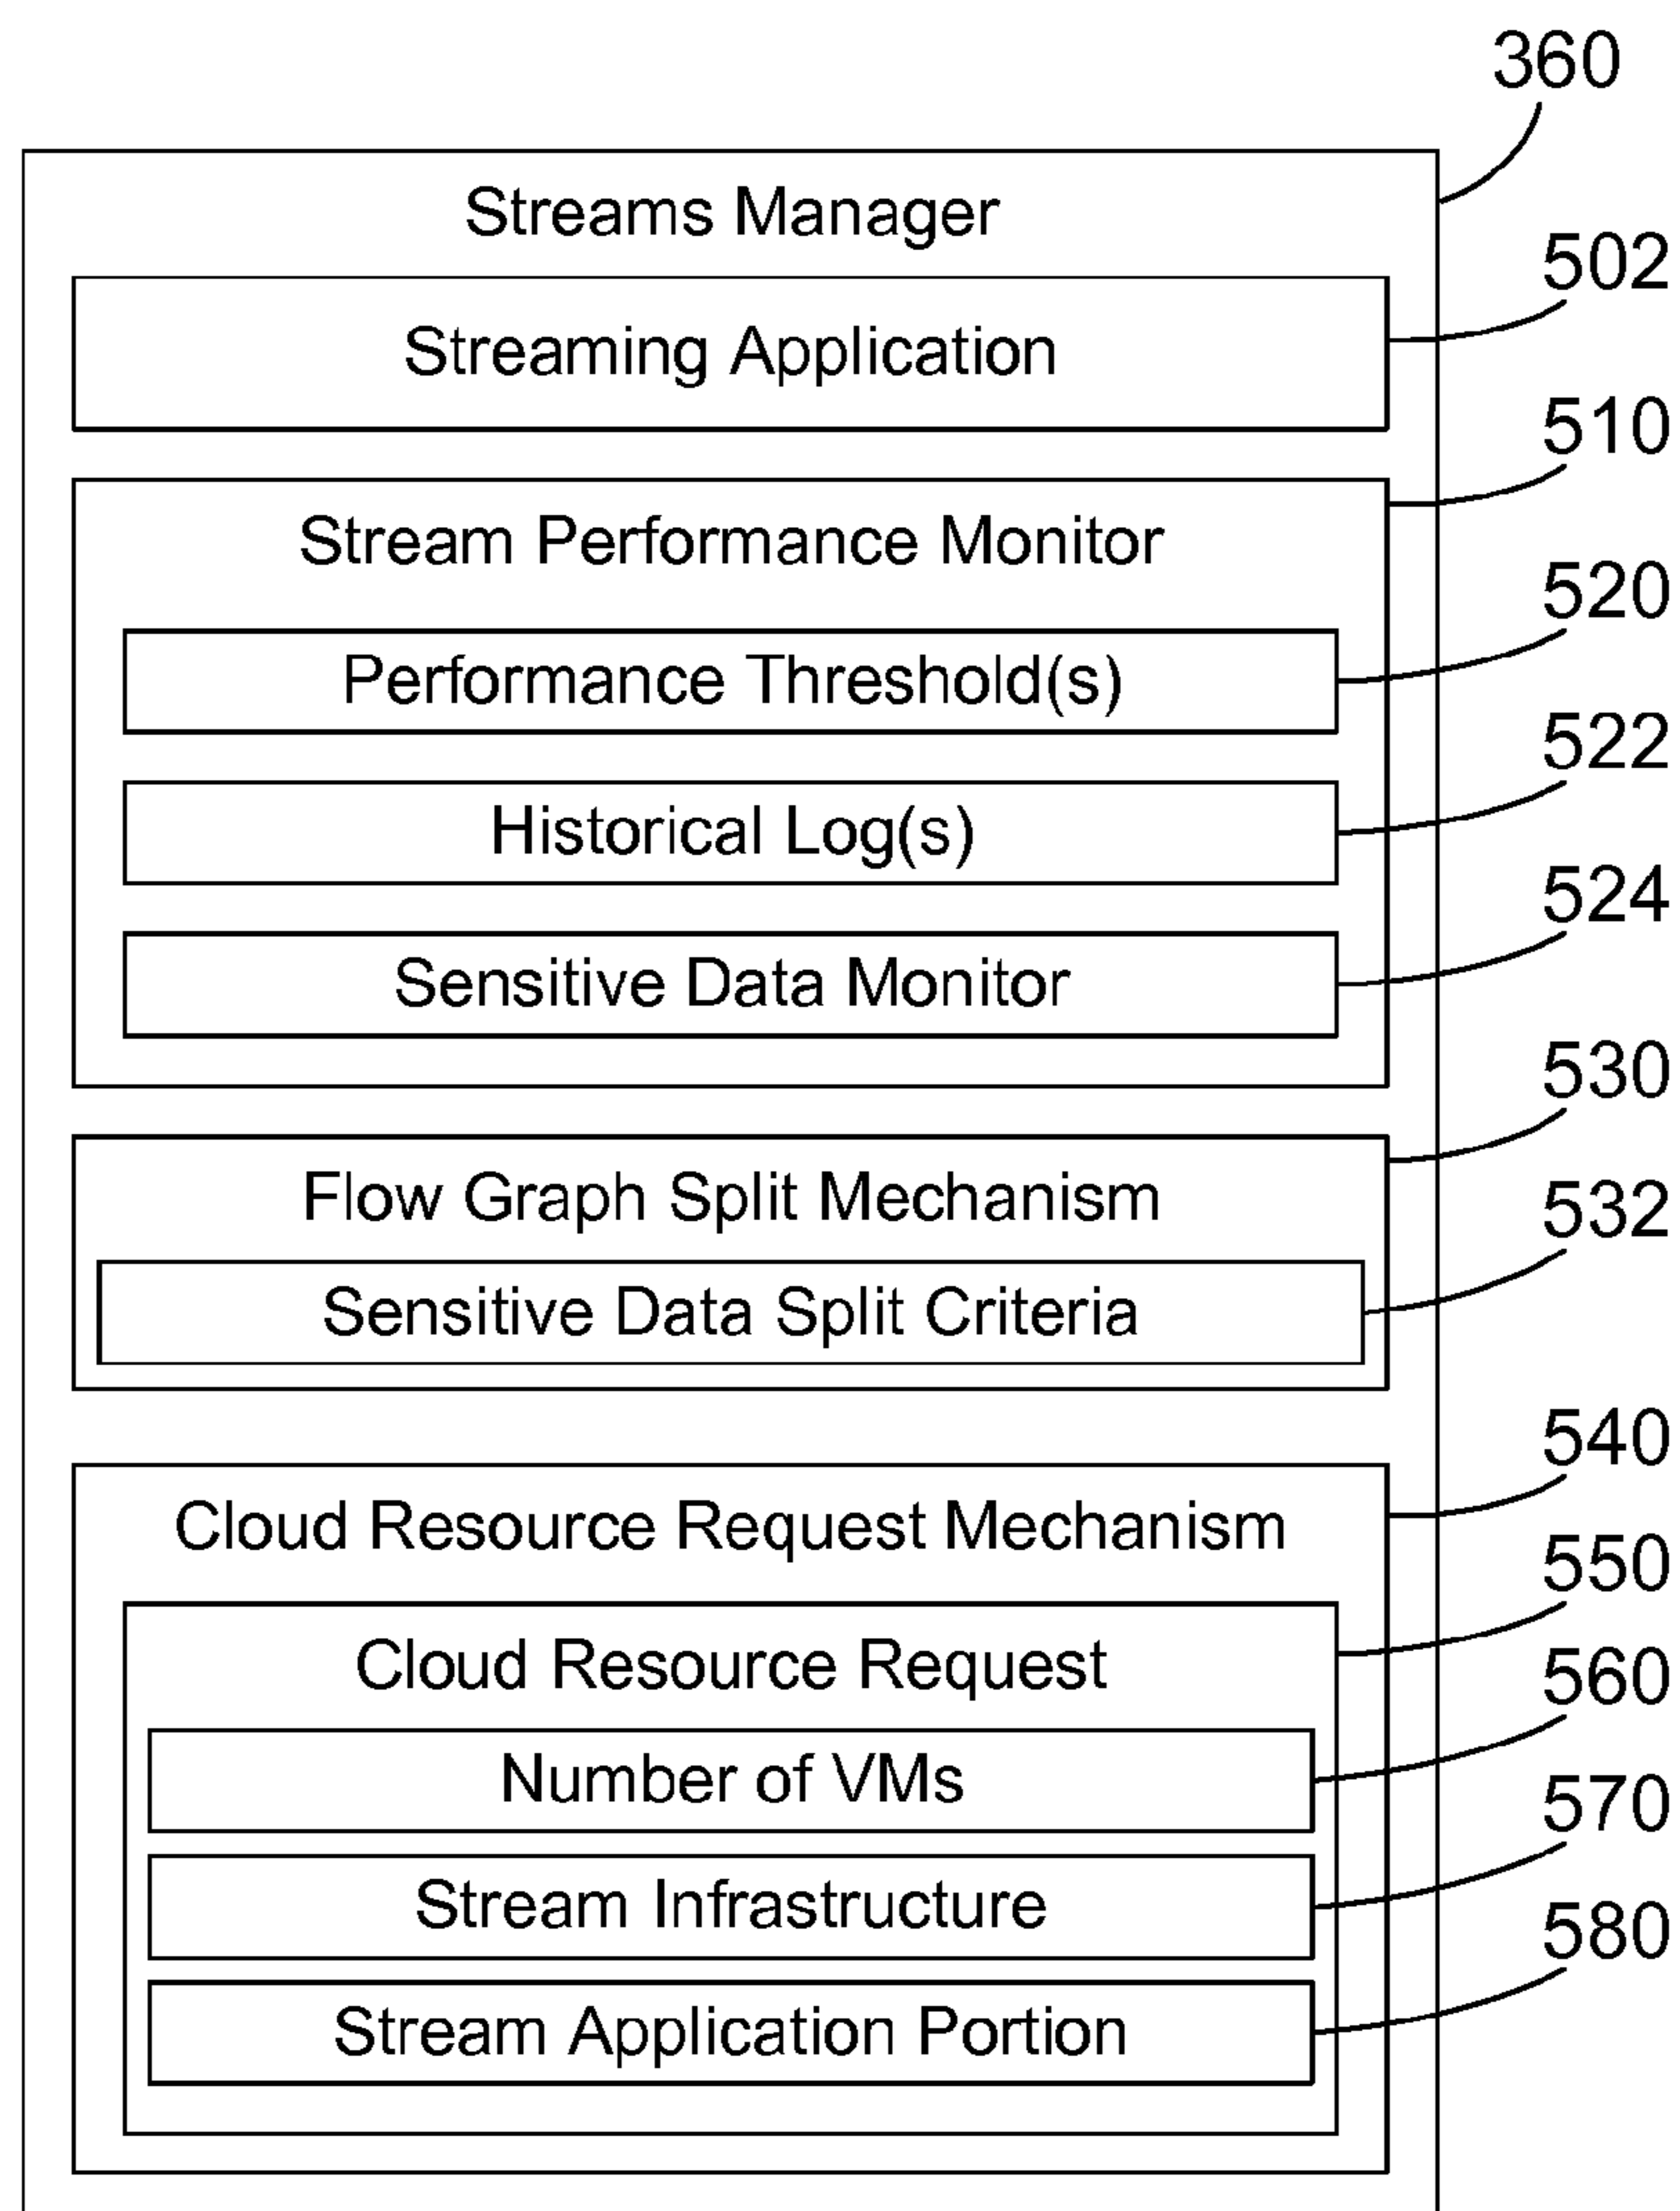 360
Streams Manager
502
Streaming Application
510
Stream Performance Monitor
520
Performance Threshold(s)
522
Historical Log(s)
524
Sensitive Data Monitor
530
Flow Graph Split Mechanism
532
Sensitive Data Split Criteria
540
Cloud Resource Request Mechanism
550
Cloud Resource Request
560
Number of VMs
570
Stream Infrastructure
580
Stream Application Portion